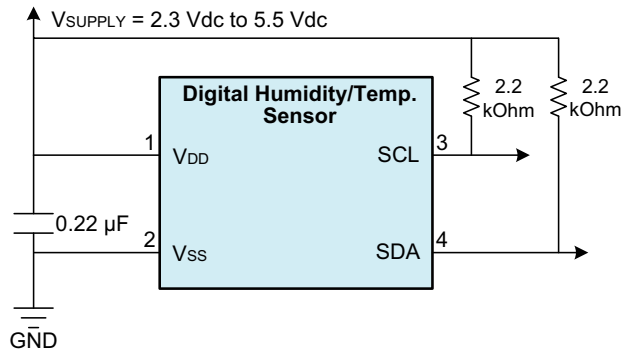 VSUPPLY = 2.3 Vdc to 5.5 Vdc
Digital Humidity/Temp.
Sensor
2.2
kOhm
2.2
kOhm
1
VDD
SCL
3
0.22 µF
2
VSS
SDA
4
GND